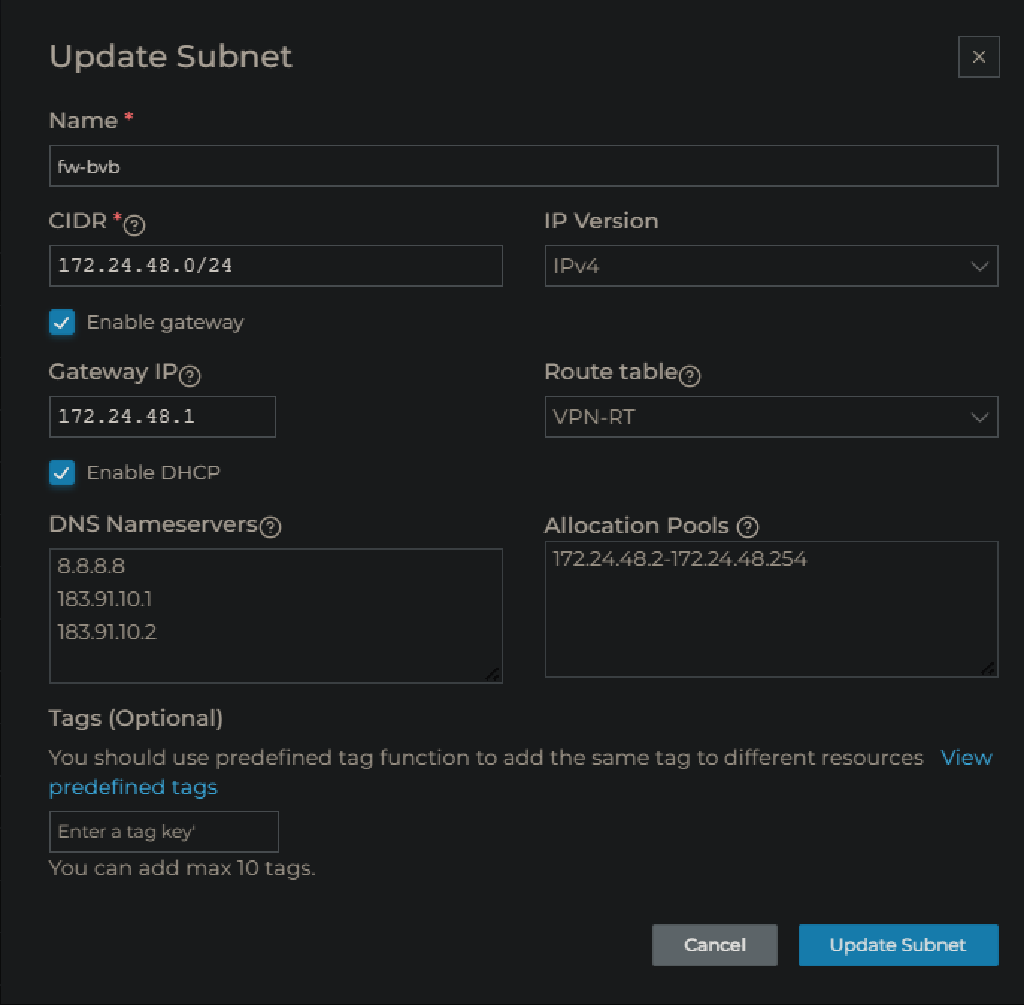 Update Subnet
Name *
fw-bvb
CIDR *
IP Version
172.24.48.0/24
IPv4
Enable gateway
Gateway IP
Route table
172.24.48.1
VPN-RT
Enable DHCP
DNS Nameservers
Allocation Pools
8.8.8.8
183.91.10.1
183.91.10.2
172.24.48.2-172.24.48.254
Tags (Optional)
You should use predefined tag function to add the same tag to different resources View
predefined tags
Enter a tag key'
You can add max 10 tags.
Cancel
Update Subnet